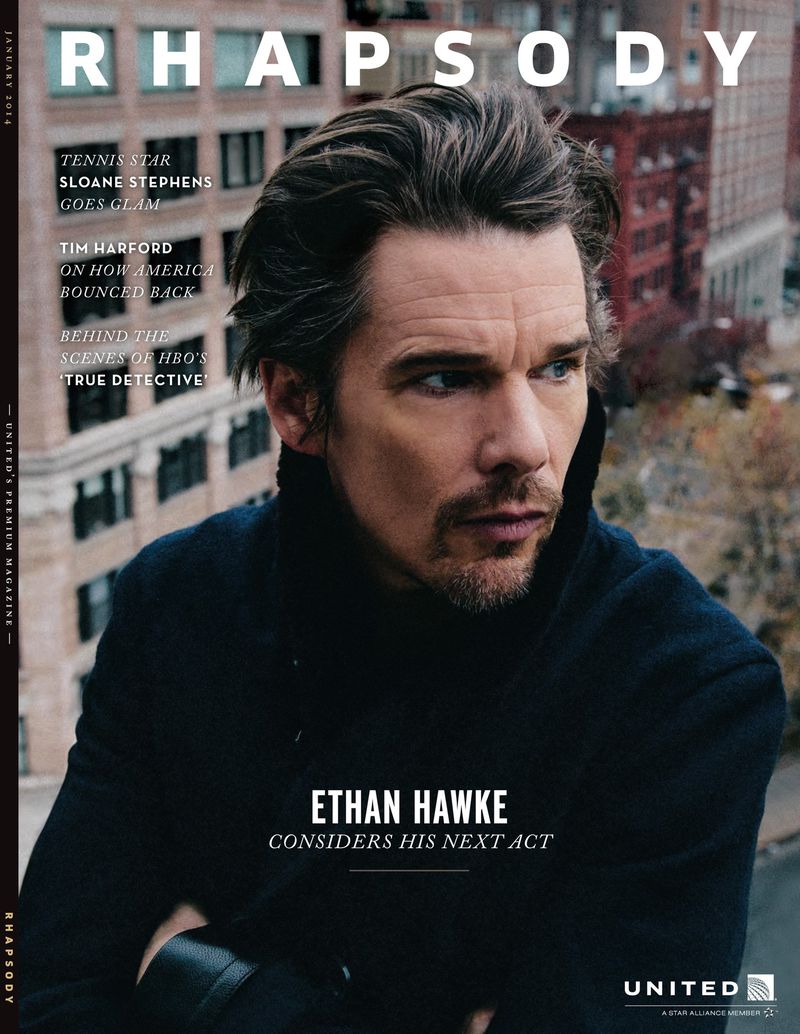 RHAPSODY
JANUARY 2014
TENNIS STAR
SLOANE STEPHENS
GOES GLAM
TIM HARFORD
ON HOW AMERICA
BOUNCED BACK
BEHIND THE
SCENES OF HBO'S
‘TRUE DETECTIVE’
— UNITED'S PREMIUM MAGAZINE —
ETHAN HAWKE
CONSIDERS HIS NEXT ACT
RHAPSODY
UNITED
A STAR ALLIANCE MEMBER